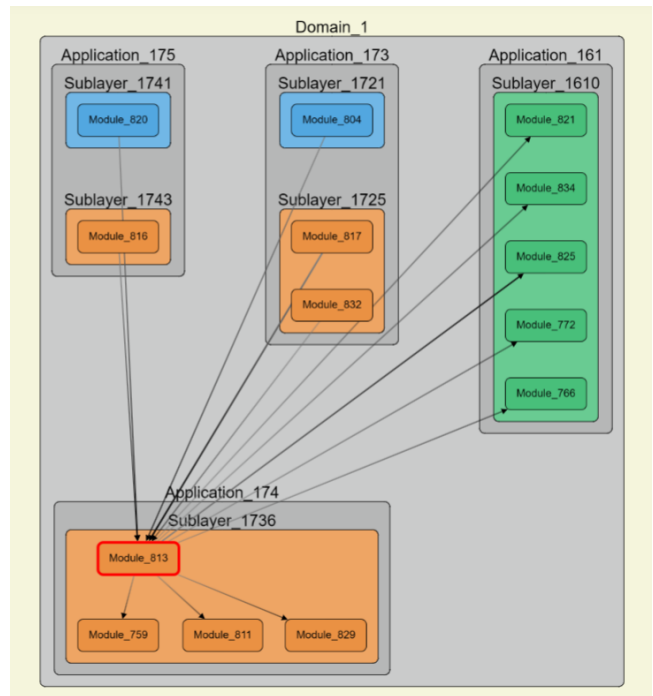 Domain_1
Application_175
Sublayer_1741
Module_820
Sublayer_1743
Module_816
Application_173
Sublayer_1721
Module_804
Sublayer_1725
Module_817
Module_832
Application_161
Sublayer_1610
Module_821
Module_834
Module_825
Module_772
Module_766
Application_174
Sublayer_1736
Module_813
Module_759
Module_811
Module_829